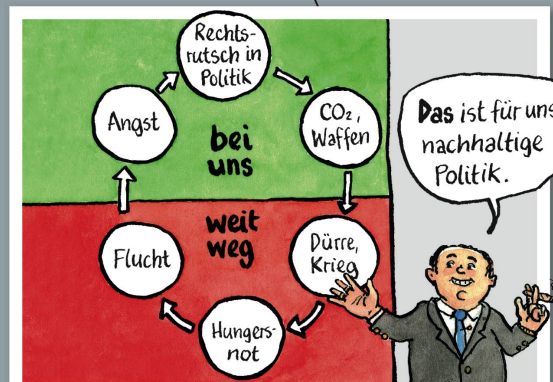 Rechts-
rutsch in
Politik
CO₂,
Waffen
Dürre,
Krieg
Hungers-
not
Flucht
Angst
bei
uns
weit
weg
Das ist für uns
nachhaltige
Politik.